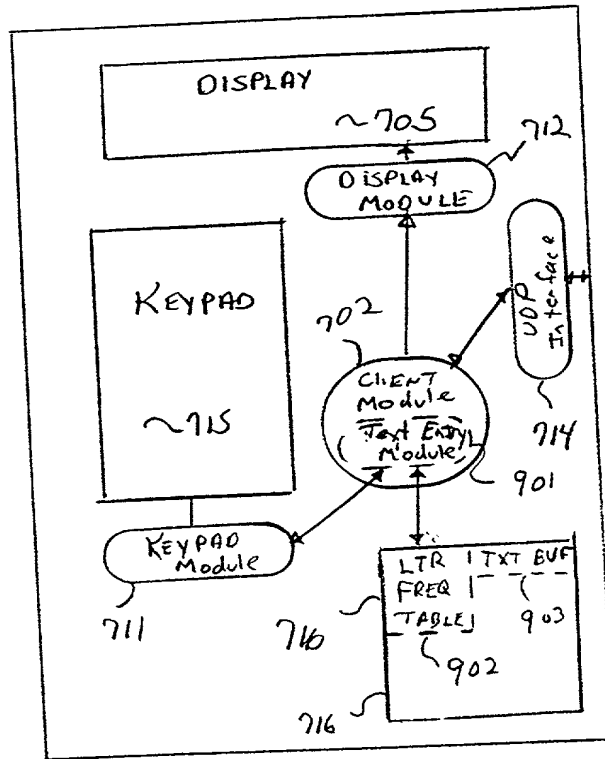 DISPLAY
~705
712
DISPLAY
MODULE
KEYPAD
~715
UDP
Interface
714
702
CLIENT
Module
Text Entry
Module
901
KEYPAD
Module
711
LTR
FREQ
TABLE
TXT BUF
903
902
716
716